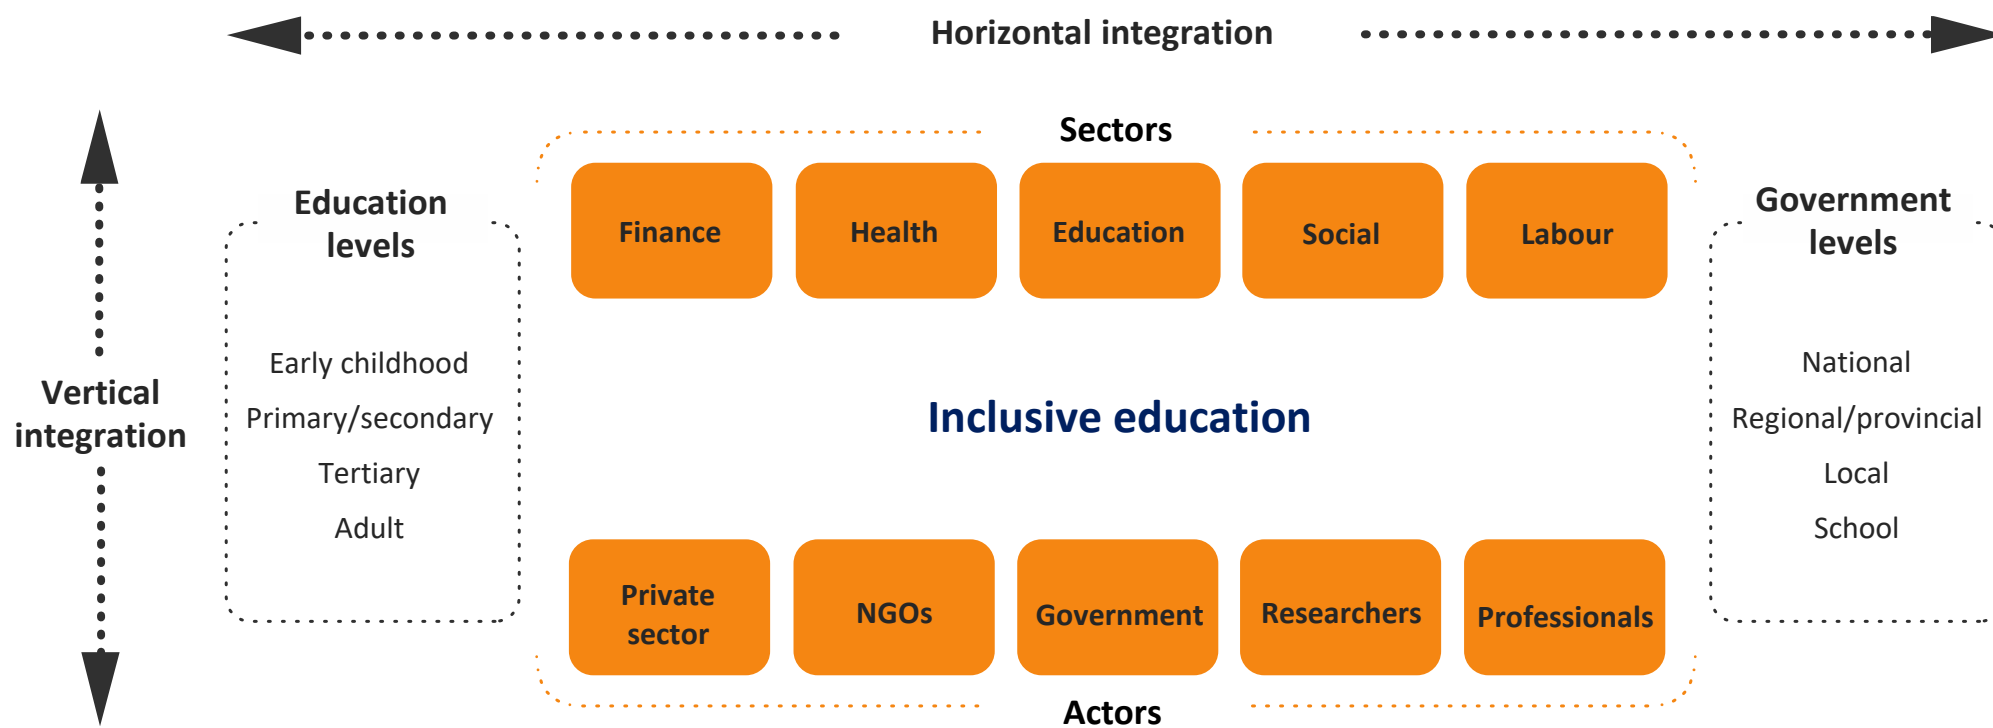 Horizontal integration
Sectors
Education
levels
Finance
Health
Education
Social
Labour
Government
levels
Early childhood
Primary/secondary
Tertiary
Adult
Vertical
integration
Inclusive education
National
Regional/provincial
Local
School
Private
sector
NGOs
Government
Researchers
Professionals
Actors